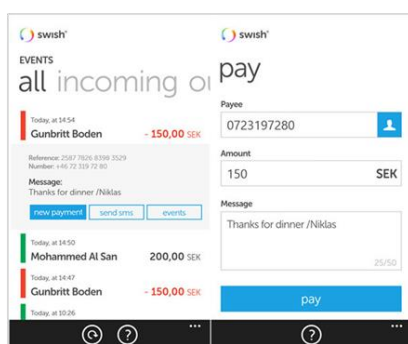 swish®
EVENTS
all incoming ou
Today, at 14:54
Gunbritt Boden - 150,00 SEK
Reference: 2587 7826 8398 3529
Number: +46 72 319 72 80
Message:
Thanks for dinner /Niklas
new payment send sms events
Today, at 14:50
Mohammed Al San 200,00 SEK
Today, at 14:47
Gunbritt Boden - 150,00 SEK
Today, at 10:26
swish®
pay
Payee
0723197280
Amount
150 SEK
Message
Thanks for dinner /Niklas
25/50
pay